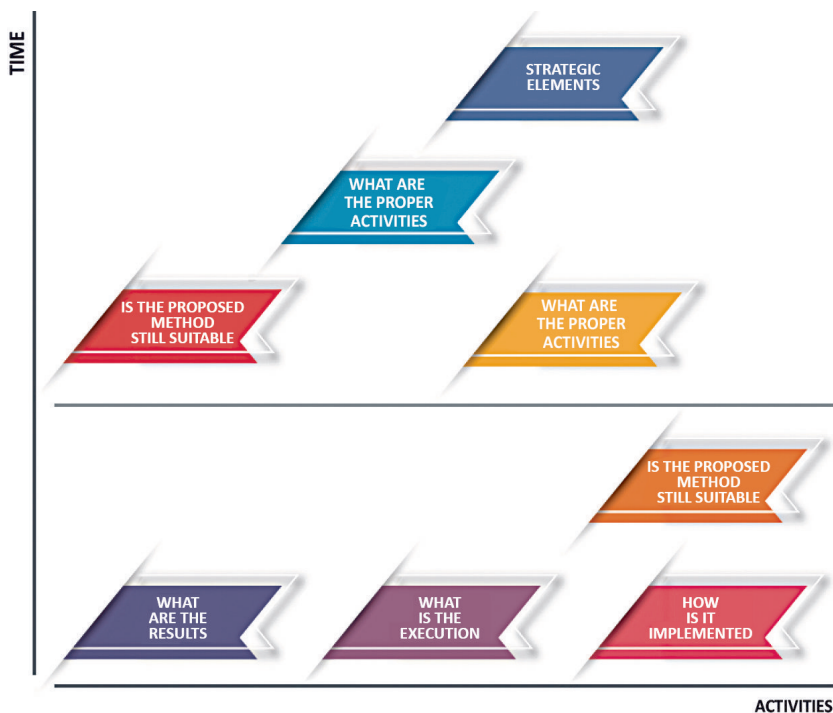 TIME
STRATEGIC
ELEMENTS
WHAT ARE
THE PROPER
ACTIVITIES
IS THE PROPOSED
METHOD
STILL SUITABLE
WHAT ARE
THE PROPER
ACTIVITIES
IS THE PROPOSED
METHOD
STILL SUITABLE
WHAT
ARE THE
RESULTS
WHAT
IS THE
EXECUTION
HOW
IS IT
IMPLEMENTED
ACTIVITIES